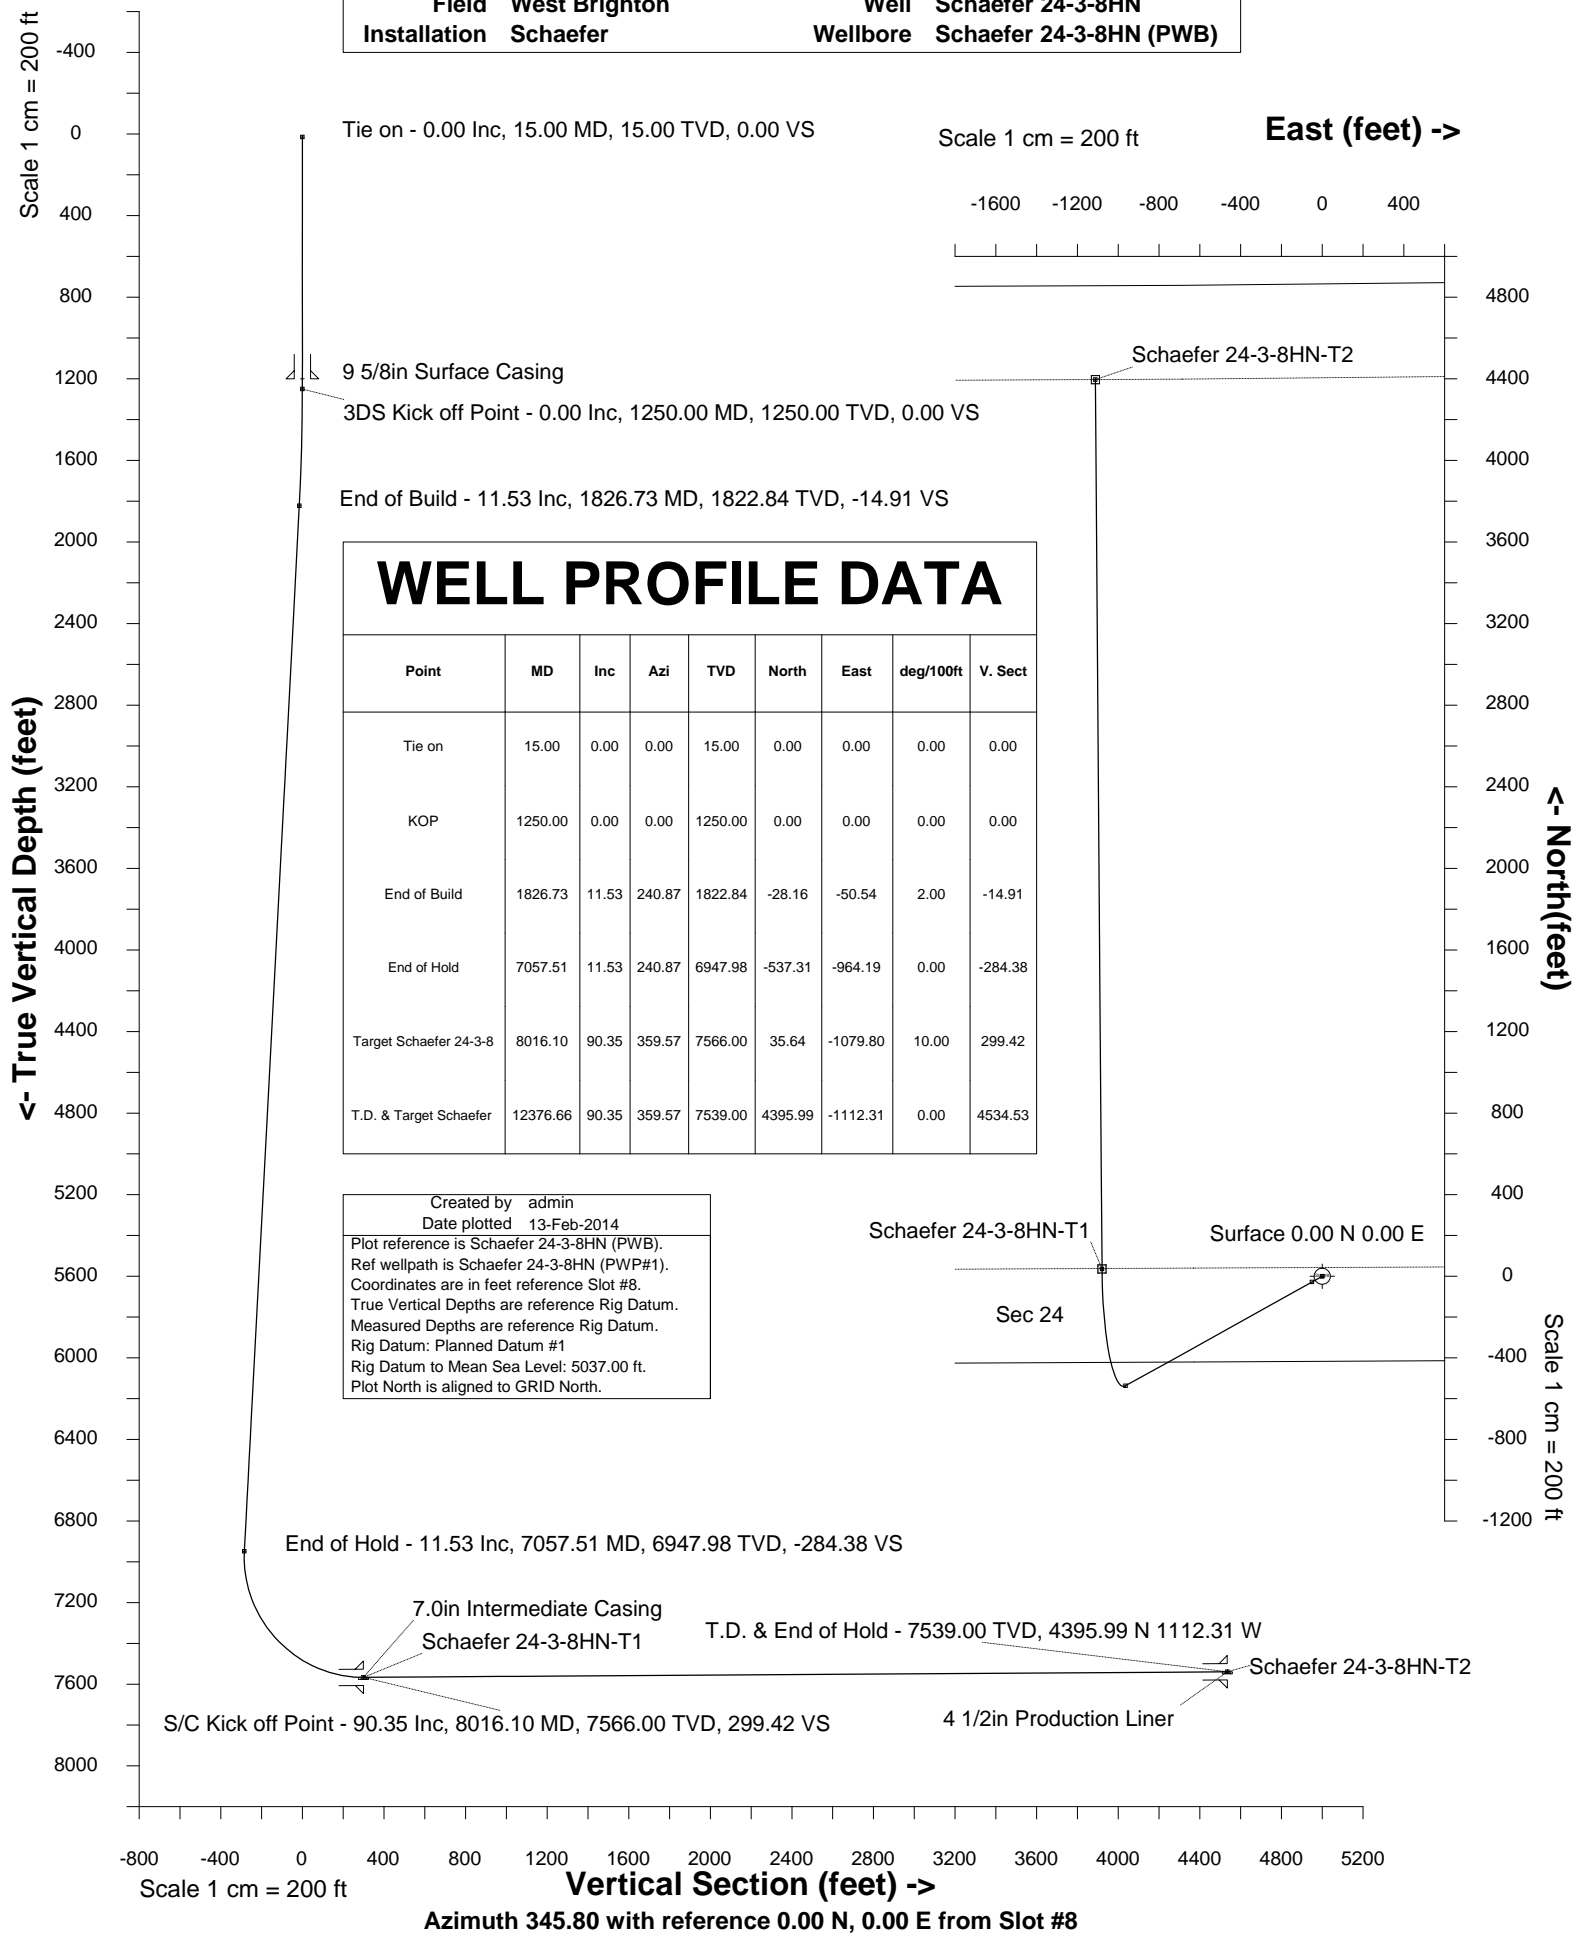 Field West Brighton Well Schaefer 24-3-8HN
Installation Schaefer Wellbore Schaefer 24-3-8HN (PWB)
Scale 1 cm = 200 ft
-400
0
400
800
1200
1600
2000
2400
2800
3200
3600
4000
4400
4800
5200
5600
6000
6400
6800
7200
7600
8000
<- True Vertical Depth (feet)
Tie on - 0.00 Inc, 15.00 MD, 15.00 TVD, 0.00 VS
9 5/8in Surface Casing
3DS Kick off Point - 0.00 Inc, 1250.00 MD, 1250.00 TVD, 0.00 VS
End of Build - 11.53 Inc, 1826.73 MD, 1822.84 TVD, -14.91 VS
Scale 1 cm = 200 ft
East (feet) ->
-1600 -1200 -800 -400 0 400
4800
4400
4000
3600
3200
2800
2400
2000
1600
1200
800
400
0
-400
-800
-1200
<- North(feet)
Scale 1 cm = 200 ft
Schaefer 24-3-8HN-T2
Schaefer 24-3-8HN-T1
Surface 0.00 N 0.00 E
Sec 24
WELL PROFILE DATA
Point MD Inc Azi TVD North East deg/100ft V. Sect
Tie on 15.00 0.00 0.00 15.00 0.00 0.00 0.00 0.00
KOP 1250.00 0.00 0.00 1250.00 0.00 0.00 0.00 0.00
End of Build 1826.73 11.53 240.87 1822.84 -28.16 -50.54 2.00 -14.91
End of Hold 7057.51 11.53 240.87 6947.98 -537.31 -964.19 0.00 -284.38
Target Schaefer 24-3-8 8016.10 90.35 359.57 7566.00 35.64 -1079.80 10.00 299.42
T.D. & Target Schaefer 12376.66 90.35 359.57 7539.00 4395.99 -1112.31 0.00 4534.53
Created by admin
Date plotted 13-Feb-2014
Plot reference is Schaefer 24-3-8HN (PWB).
Ref wellpath is Schaefer 24-3-8HN (PWP#1).
Coordinates are in feet reference Slot #8.
True Vertical Depths are reference Rig Datum.
Measured Depths are reference Rig Datum.
Rig Datum: Planned Datum #1
Rig Datum to Mean Sea Level: 5037.00 ft.
Plot North is aligned to GRID North.
End of Hold - 11.53 Inc, 7057.51 MD, 6947.98 TVD, -284.38 VS
7.0in Intermediate Casing
Schaefer 24-3-8HN-T1
T.D. & End of Hold - 7539.00 TVD, 4395.99 N 1112.31 W
Schaefer 24-3-8HN-T2
S/C Kick off Point - 90.35 Inc, 8016.10 MD, 7566.00 TVD, 299.42 VS
4 1/2in Production Liner
-800 -400 0 400 800 1200 1600 2000 2400 2800 3200 3600 4000 4400 4800 5200
Scale 1 cm = 200 ft
Vertical Section (feet) ->
Azimuth 345.80 with reference 0.00 N, 0.00 E from Slot #8